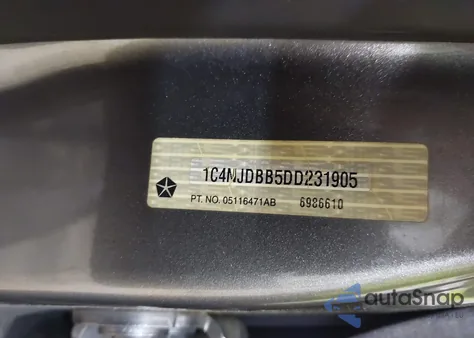 1C4NJDBB5DD231905
PT. NO. 05116471AB 6986610
autoSnap